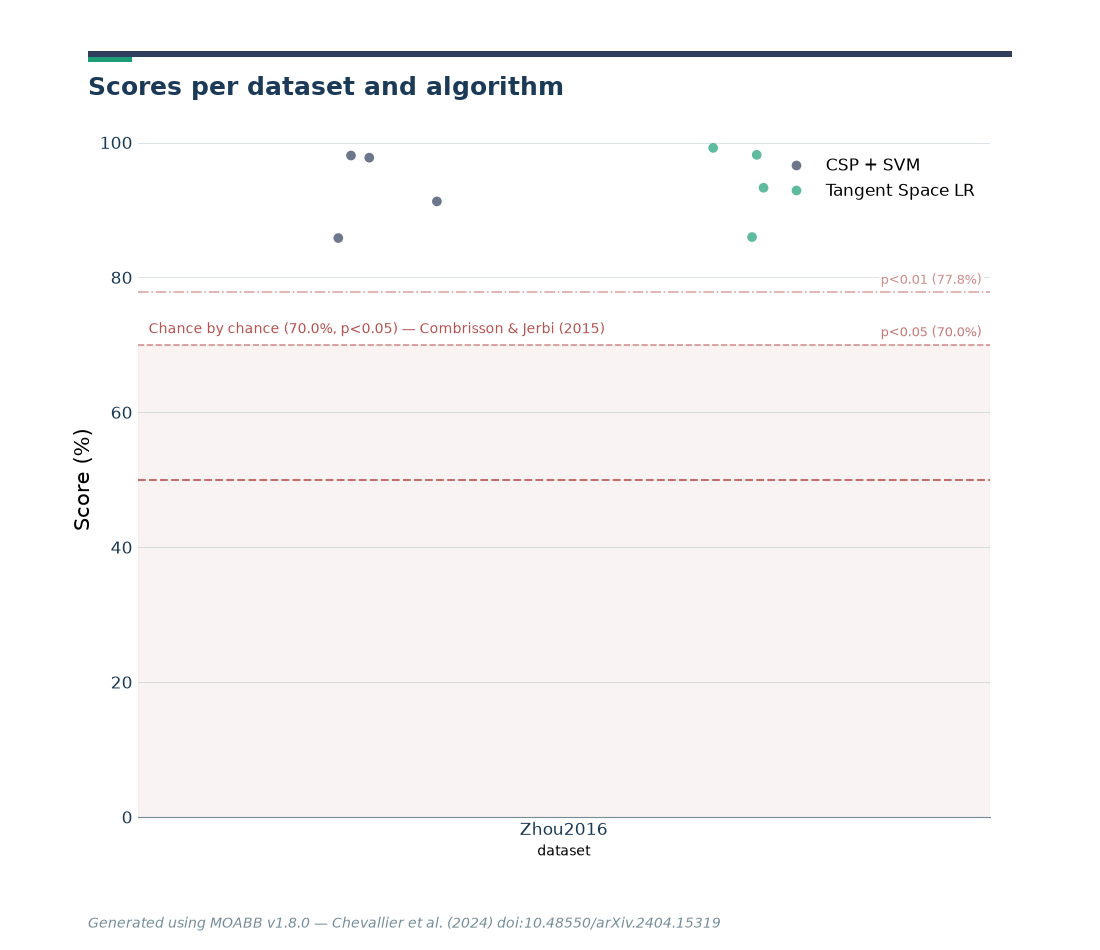 Scores per dataset and algorithm
100
80
60
40
20
0
Score (%)
CSP + SVM
Tangent Space LR
p<0.01 (77.8%)
Chance by chance (70.0%, p<0.05) — Combrisson & Jerbi (2015)
p<0.05 (70.0%)
Zhou2016
dataset
Generated using MOABB v1.8.0 — Chevallier et al. (2024) doi:10.48550/arXiv.2404.15319